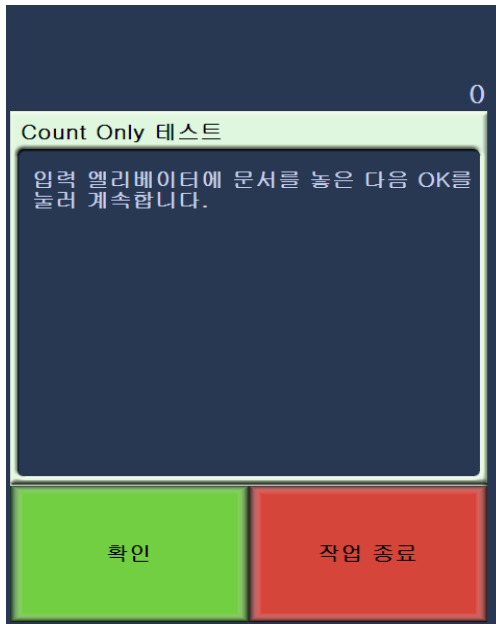 0
Count Only 테스트
입력 엘리베이터에 문서를 놓은 다음 OK를
눌러 계속합니다.
확인
작업 종료